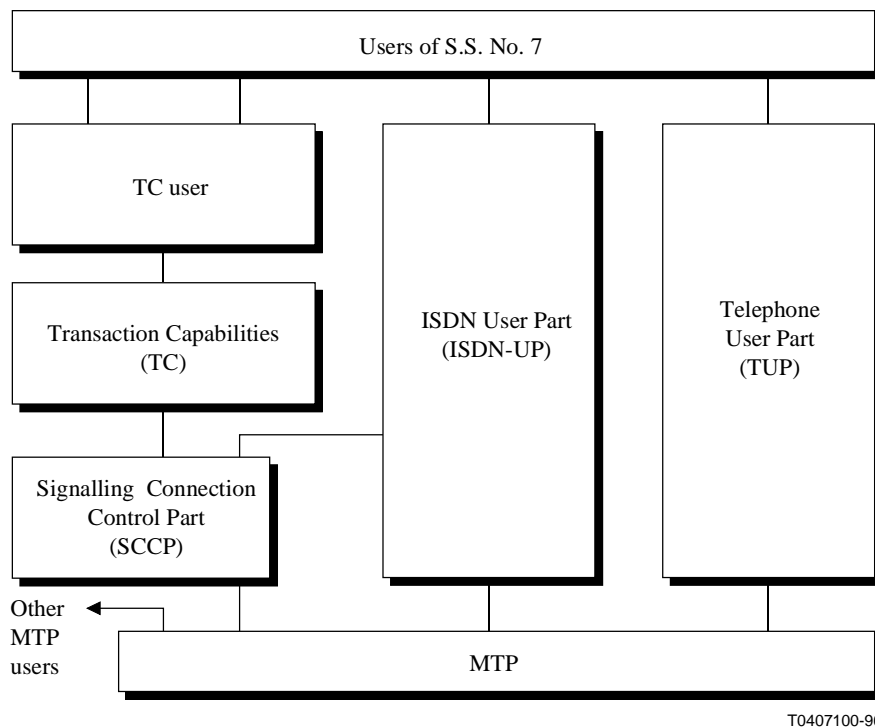 Users of S.S. No. 7
TC user
Transaction Capabilities
(TC)
Signalling Connection
Control Part
(SCCP)
ISDN User Part
(ISDN-UP)
Telephone
User Part
(TUP)
Other
MTP
users
MTP